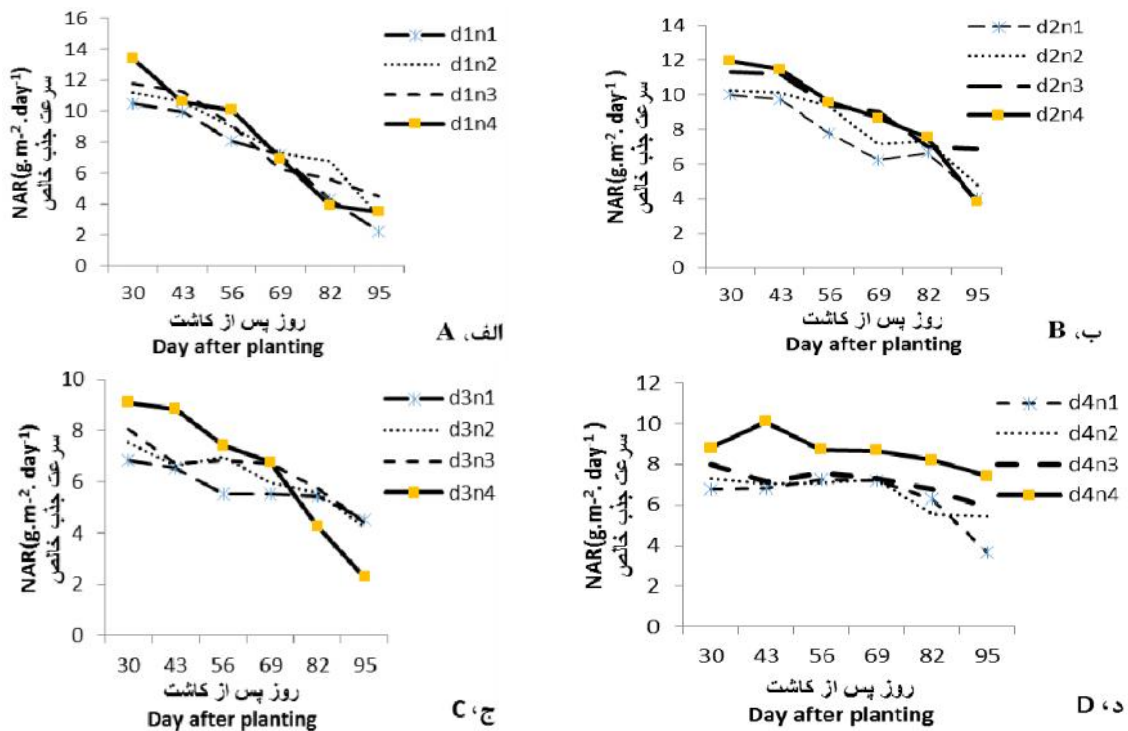 16
14
12
10
8
6
4
2
0
NAR(g.m-². day-¹)
سرعت جذب خالص
d1n1
d1n2
d1n3
d1n4
30 43 56 69 82 95
روز پس از کاشت
Day after planting
الف، A
14
12
10
8
6
4
2
0
NAR(g.m-². day-¹)
سرعت جذب خالص
d2n1
d2n2
d2n3
d2n4
30 43 56 69 82 95
روز پس از کاشت
Day after planting
ب، B
10
8
6
4
2
0
NAR(g.m-². day-¹)
سرعت جذب خالص
d3n1
d3n2
d3n3
d3n4
30 43 56 69 82 95
روز پس از کاشت
Day after planting
ج، C
12
10
8
6
4
2
0
NAR(g.m-². day-¹)
سرعت جذب خالص
d4n1
d4n2
d4n3
d4n4
30 43 56 69 82 95
روز پس از کاشت
Day after planting
د، D